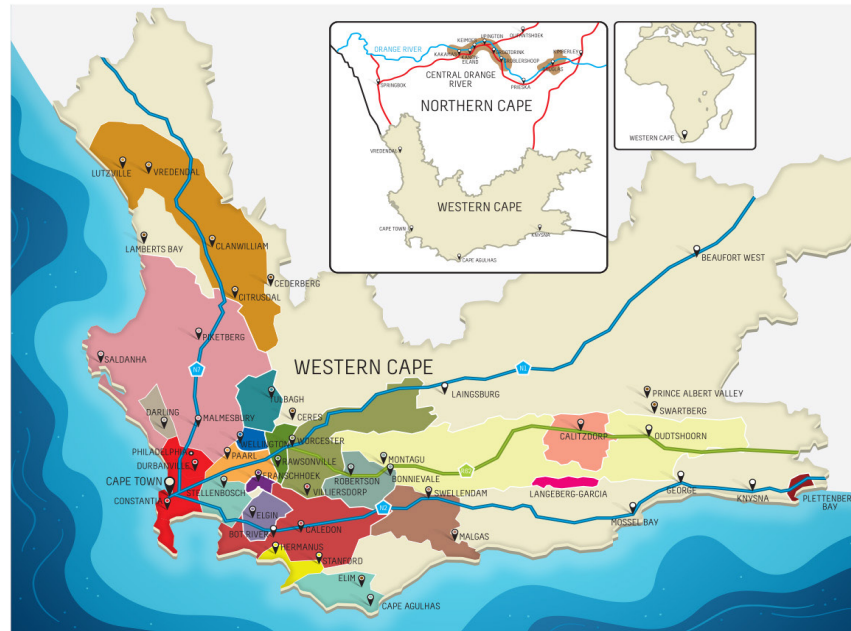 UPINGTON
GROOTDRINK
KEIMOES
KAKAMAS
ORANGE RIVER
KIMBERLEY
CENTRAL ORANGE
RIVER
PRIESKA
SPRINGBOK
NORTHERN CAPE
VREDENDAL
WESTERN CAPE
CAPE TOWN
KNYSNA
CAPE AGULHAS
WESTERN CAPE
LUTZVILLE
VREDENDAL
LAMBERTS BAY
CLANWILLIAM
CEDERBERG
CITRUSDAL
BEAUFORT WEST
PIKETBERG
SALDANHA
WESTERN CAPE
N7
N1
LAINGSBURG
PRINCE ALBERT VALLEY
SWARTBERG
TULBAGH
CERES
DARLING
MALMESBURY
CALITZDORP
OUDTSHOORN
WELLINGTON
WORCESTER
PHILADELPHIA
PAARL
RAWSONVILLE
MONTAGU
R62
DURBANVILLE
FRANSCHHOEK
ROBERTSON
BONNIEVALE
CAPE TOWN
STELLENBOSCH
VILLIERSDORP
SWELLENDAM
LANGEBERG-GARCIA
GEORGE
KNYSNA
PLETTENBERG
BAY
CONSTANTIA
ELGIN
N2
MOSSEL BAY
BOT RIVER
CALEDON
MALGAS
HERMANUS
STANFORD
ELIM
CAPE AGULHAS